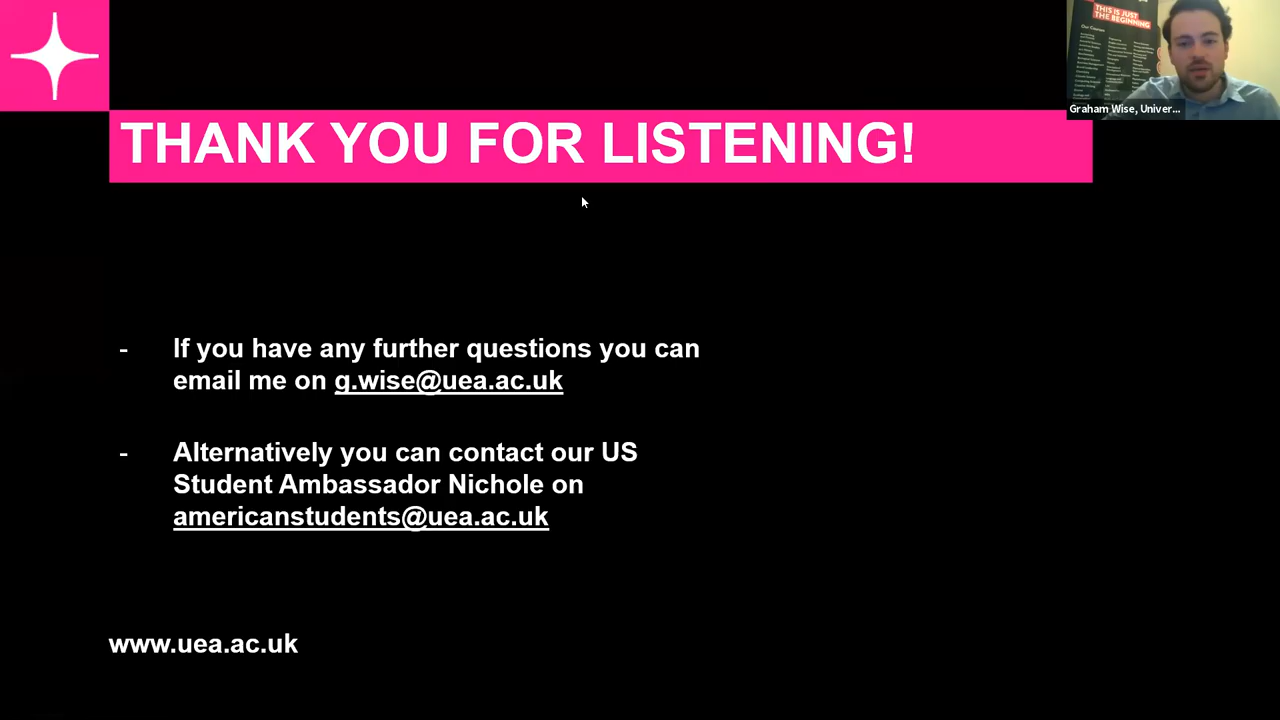 THIS IS JUST
THE BEGINNING
Our Courses
Graham Wise, Univer...
THANK YOU FOR LISTENING!
- If you have any further questions you can
email me on g.wise@uea.ac.uk
- Alternatively you can contact our US
Student Ambassador Nichole on
americanstudents@uea.ac.uk
www.uea.ac.uk